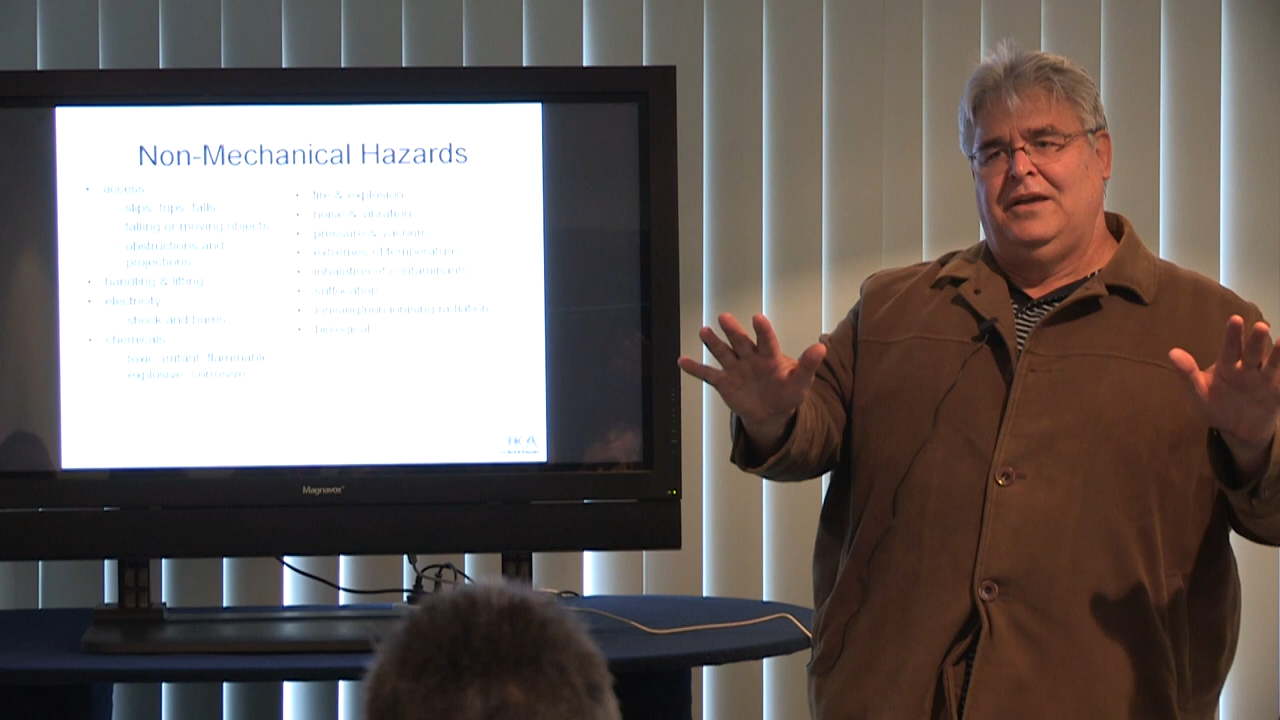 Non-Mechanical Hazards
• access
slips, trips, falls
falling or moving objects
obstructions and
projections
• handling & lifting
• electricity
shock and burns
• chemicals
toxic, irritant, flammable
explosive, corrosive
• fire & explosion
• noise & vibration
• pressure & vacuum
• extremes of temperature
• inhalation of contaminants
• suffocation
• ionising/non-ionising radiation
• biological
Magnavox